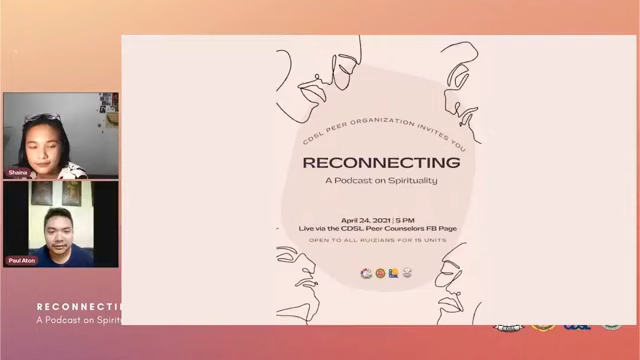 Shaina
Paul Aton
RECONNECTI
A Podcast on Spiritu
CDSL PEER ORGANIZATION INVITES YOU
RECONNECTING
A Podcast on Spirituality
April 24, 2021 | 5 PM
Live via the CDSL Peer Counselors FB Page
OPEN TO ALL RUIZIANS FOR 15 UNITS